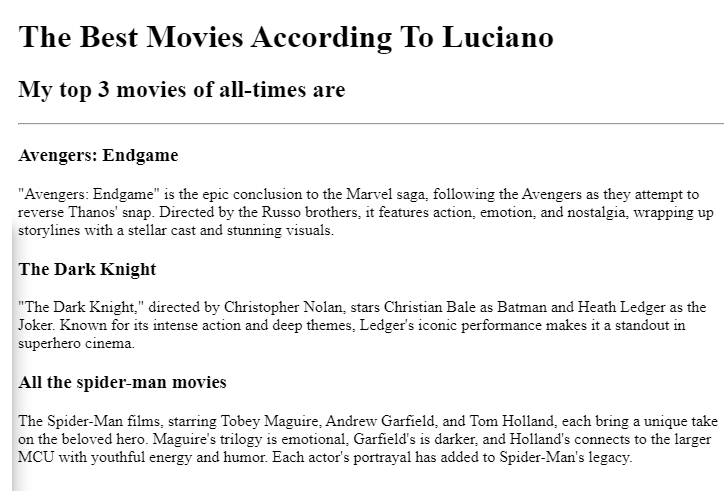 The Best Movies According To Luciano
My top 3 movies of all-times are
Avengers: Endgame
"Avengers: Endgame" is the epic conclusion to the Marvel saga, following the Avengers as they attempt to
reverse Thanos' snap. Directed by the Russo brothers, it features action, emotion, and nostalgia, wrapping up
storylines with a stellar cast and stunning visuals.
The Dark Knight
"The Dark Knight," directed by Christopher Nolan, stars Christian Bale as Batman and Heath Ledger as the
Joker. Known for its intense action and deep themes, Ledger's iconic performance makes it a standout in
superhero cinema.
All the spider-man movies
The Spider-Man films, starring Tobey Maguire, Andrew Garfield, and Tom Holland, each bring a unique take
on the beloved hero. Maguire's trilogy is emotional, Garfield's is darker, and Holland's connects to the larger
MCU with youthful energy and humor. Each actor's portrayal has added to Spider-Man's legacy.